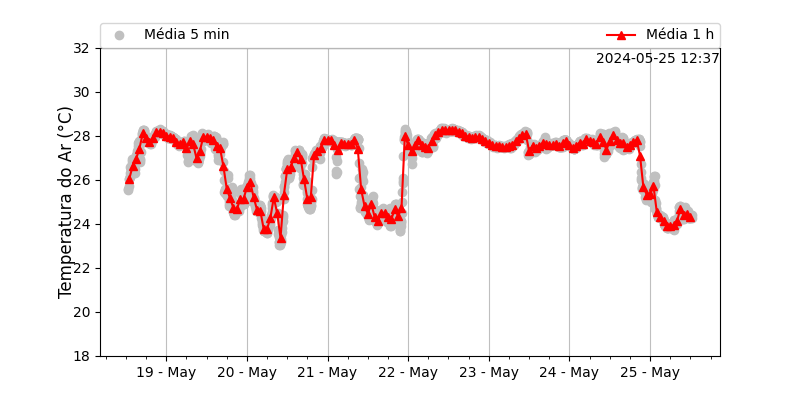 Média 5 min
Média 1 h
2024-05-25 12:37
Temperatura do Ar (°C)
32
30
28
26
24
22
20
18
19 - May
20 - May
21 - May
22 - May
23 - May
24 - May
25 - May